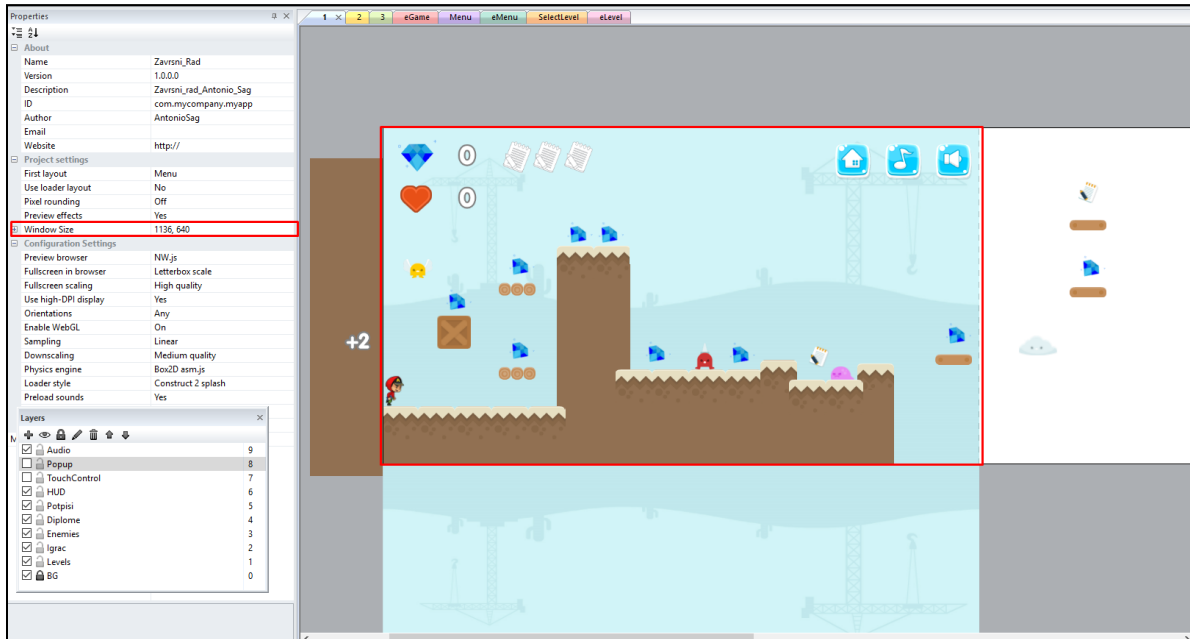 Properties
1 × 2 3 eGame Menu eMenu SelectLevel eLevel
About
Name Zavrsni_Rad
Version 1.0.0.0
Description Zavrsni_rad_Antonio_Sag
ID com.mycompany.myapp
Author AntonioSag
Email
Website http://
Project settings
First layout Menu
Use loader layout No
Pixel rounding Off
Preview effects Yes
Window Size 1136, 640
Configuration Settings
Preview browser NW.js
Fullscreen in browser Letterbox scale
Fullscreen scaling High quality
Use high-DPI display Yes
Orientations Any
Enable WebGL On
Sampling Linear
Downscaling Medium quality
Physics engine Box2D asm.js
Loader style Construct 2 splash
Preload sounds Yes
Layers
Audio 9
Popup 8
TouchControl 7
HUD 6
Potpisi 5
Diplome 4
Enemies 3
Igrac 2
Levels 1
BG 0
0
0
+2